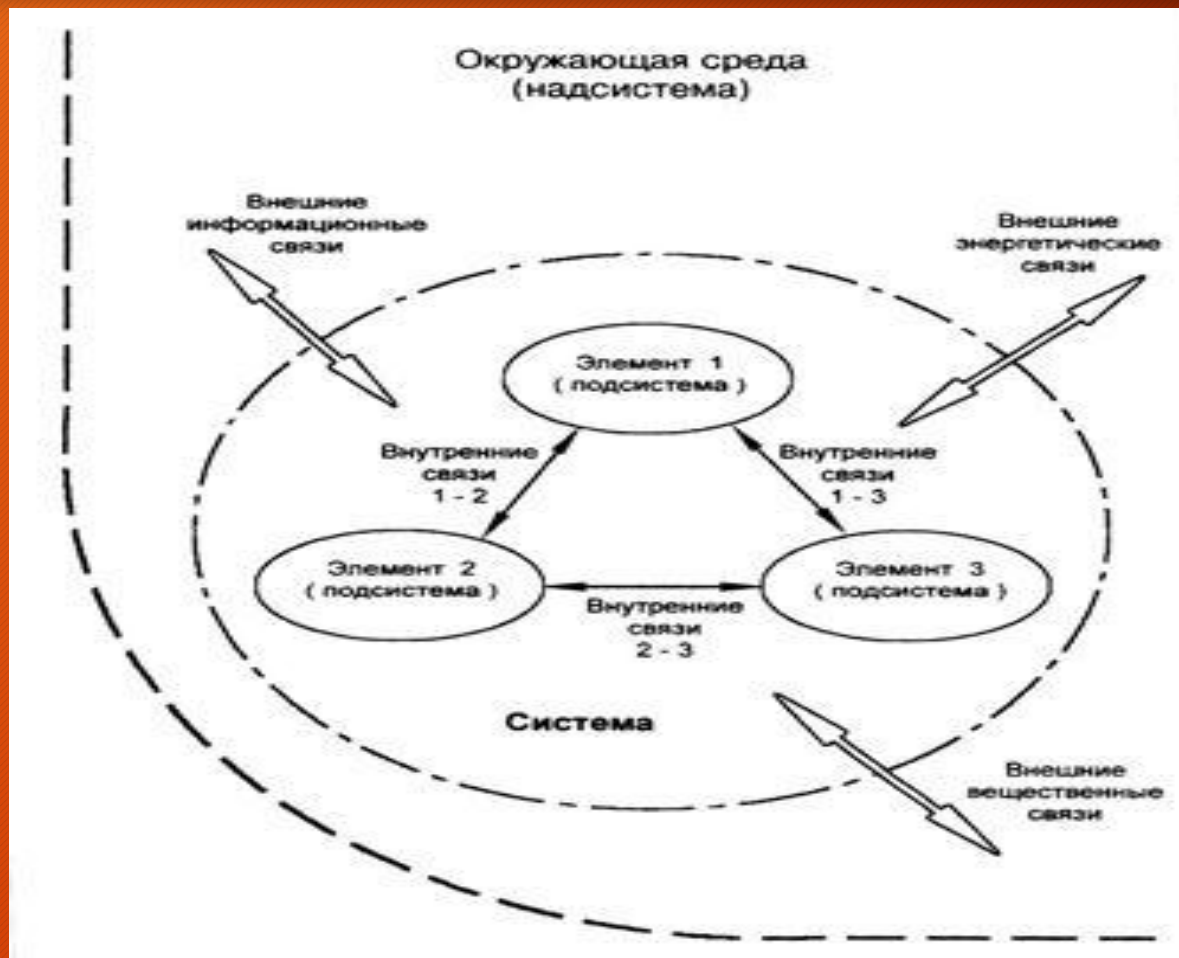 Окружающая среда
(надсистема)
Внешние
информационные
связи
Внешние
энергетические
связи
Элемент 1
( подсистема )
Внутренние
связи
1 - 2
Внутренние
связи
1 - 3
Элемент 2
( подсистема )
Элемент 3
( подсистема )
Внутренние
связи
2 - 3
Система
Внешние
вещественные
связи